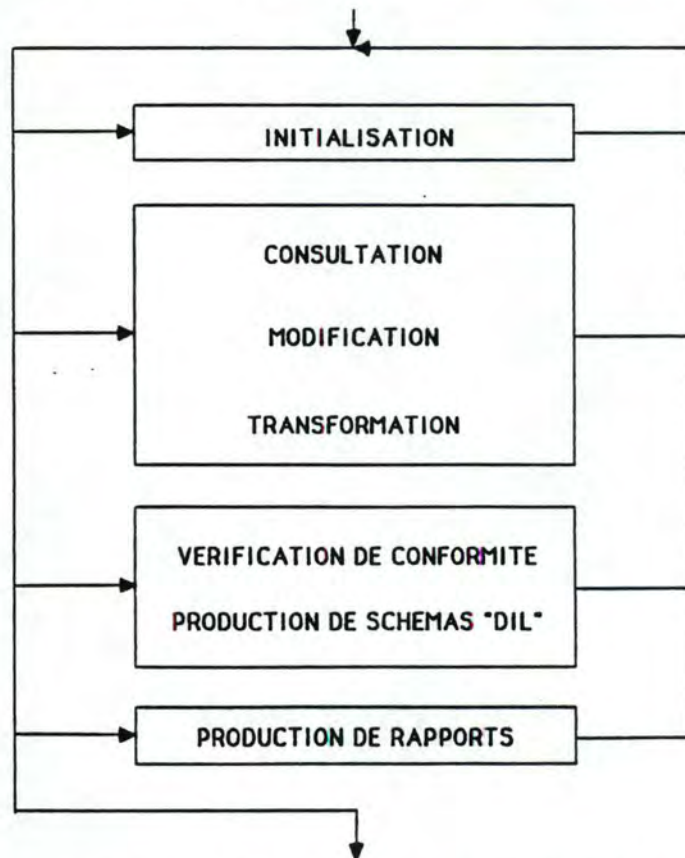 INITIALISATION
CONSULTATION
MODIFICATION
TRANSFORMATION
VERIFICATION DE CONFORMITE
PRODUCTION DE SCHEMAS "DIL"
PRODUCTION DE RAPPORTS